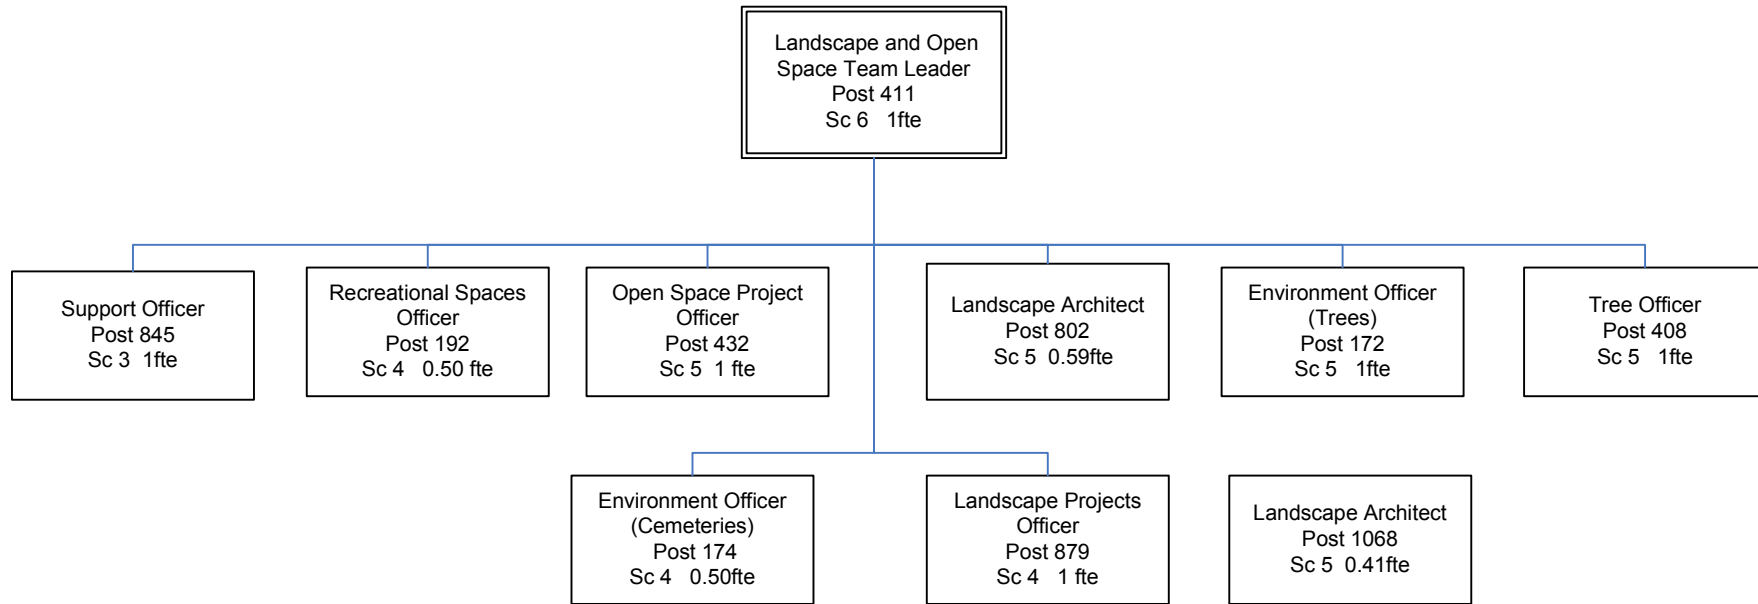 Landscape and Open
Space Team Leader
Post 411
Sc 6 1fte
Support Officer
Post 845
Sc 3 1fte
Recreational Spaces
Officer
Post 192
Sc 4 0.50 fte
Open Space Project
Officer
Post 432
Sc 5 1 fte
Landscape Architect
Post 802
Sc 5 0.59fte
Environment Officer
(Trees)
Post 172
Sc 5 1fte
Tree Officer
Post 408
Sc 5 1fte
Environment Officer
(Cemeteries)
Post 174
Sc 4 0.50fte
Landscape Projects
Officer
Post 879
Sc 4 1 fte
Landscape Architect
Post 1068
Sc 5 0.41fte